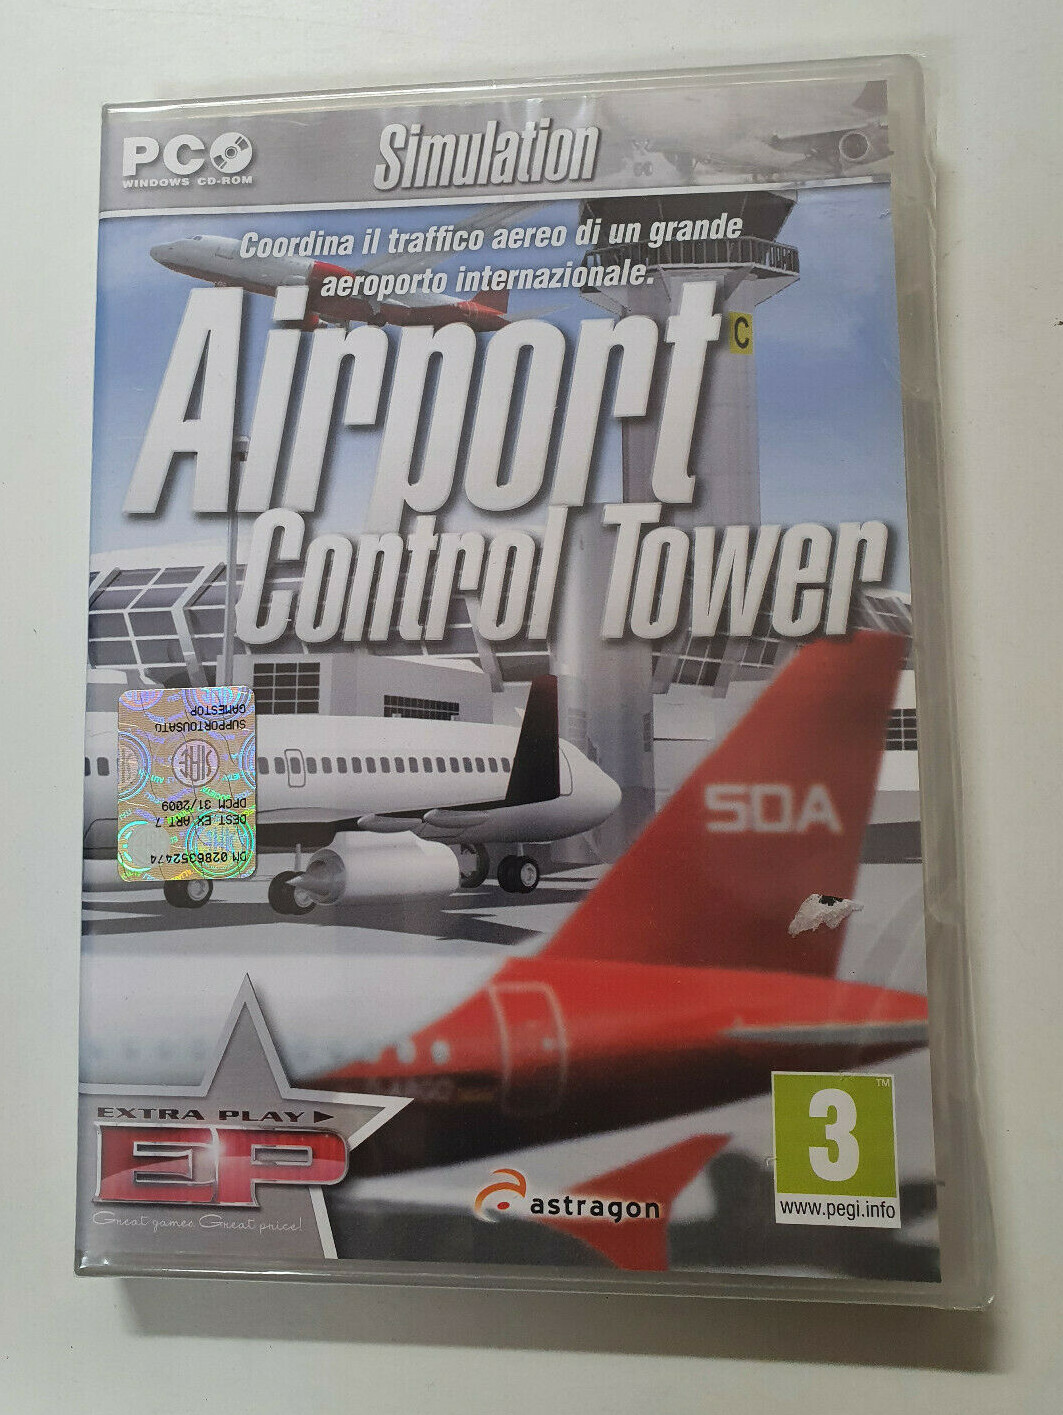 PC
WINDOWS CD-ROM
Simulation
Coordina il traffico aereo di un grande
aeroporto internazionale.
Airport
C
Control Tower
DM 0286352474
DEST EX ART.7
DPCM 31/2009
SIAE
SUPPORTOUSATO
GAMESTOP
SDA
EXTRA PLAY
EP
Great games. Great price!
astragon
3
TM
www.pegi.info